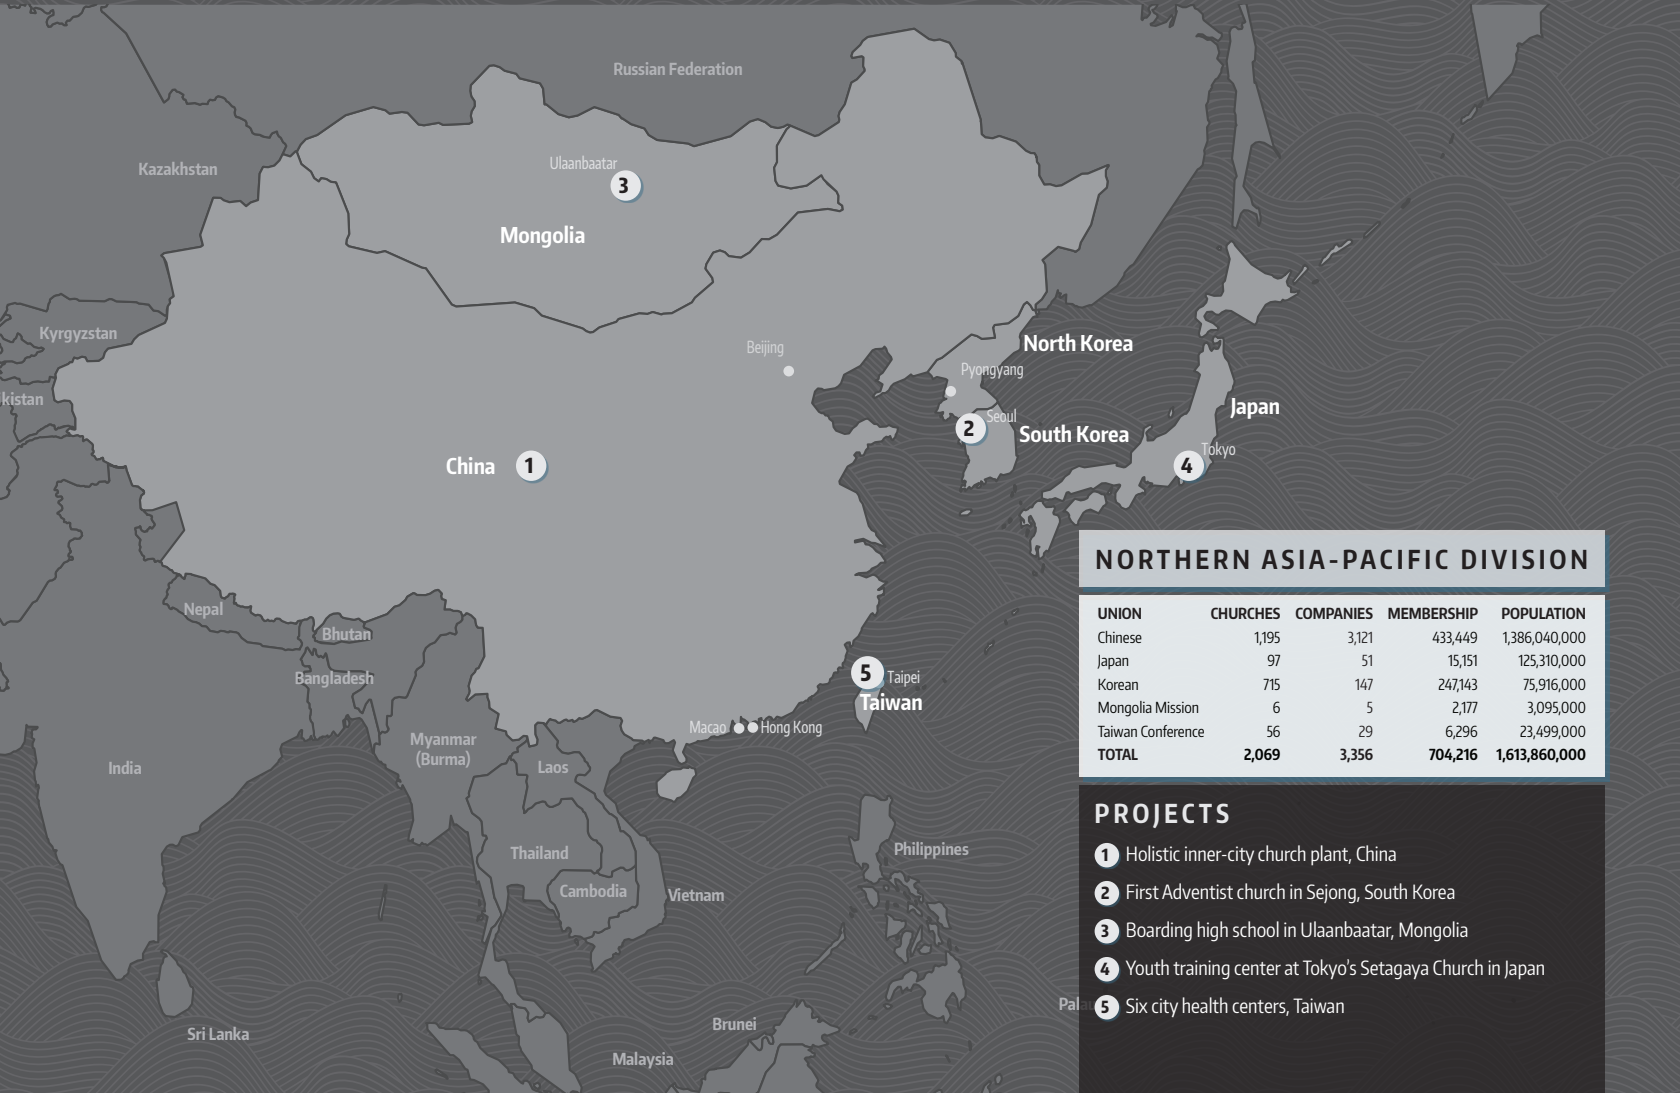 Russian Federation
Kazakhstan
Ulaanbaatar
3
Mongolia
Kyrgyzstan
kistan
Beijing
North Korea
Pyongyang
Seoul
2
South Korea
Japan
Tokyo
4
China 1
Nepal
Bhutan
Bangladesh
5 Taipei
Taiwan
Macao
Hong Kong
Myanmar
(Burma)
India
Laos
Thailand
Cambodia
Vietnam
Philippines
Sri Lanka
Brunei
Malaysia
NORTHERN ASIA-PACIFIC DIVISION
UNION CHURCHES COMPANIES MEMBERSHIP POPULATION
Chinese 1,195 3,121 433,449 1,386,040,000
Japan 97 51 15,151 125,310,000
Korean 715 147 247,143 75,916,000
Mongolia Mission 6 5 2,177 3,095,000
Taiwan Conference 56 29 6,296 23,499,000
TOTAL 2,069 3,356 704,216 1,613,860,000
PROJECTS
1 Holistic inner-city church plant, China
2 First Adventist church in Sejong, South Korea
3 Boarding high school in Ulaanbaatar, Mongolia
4 Youth training center at Tokyo's Setagaya Church in Japan
Palau
5 Six city health centers, Taiwan